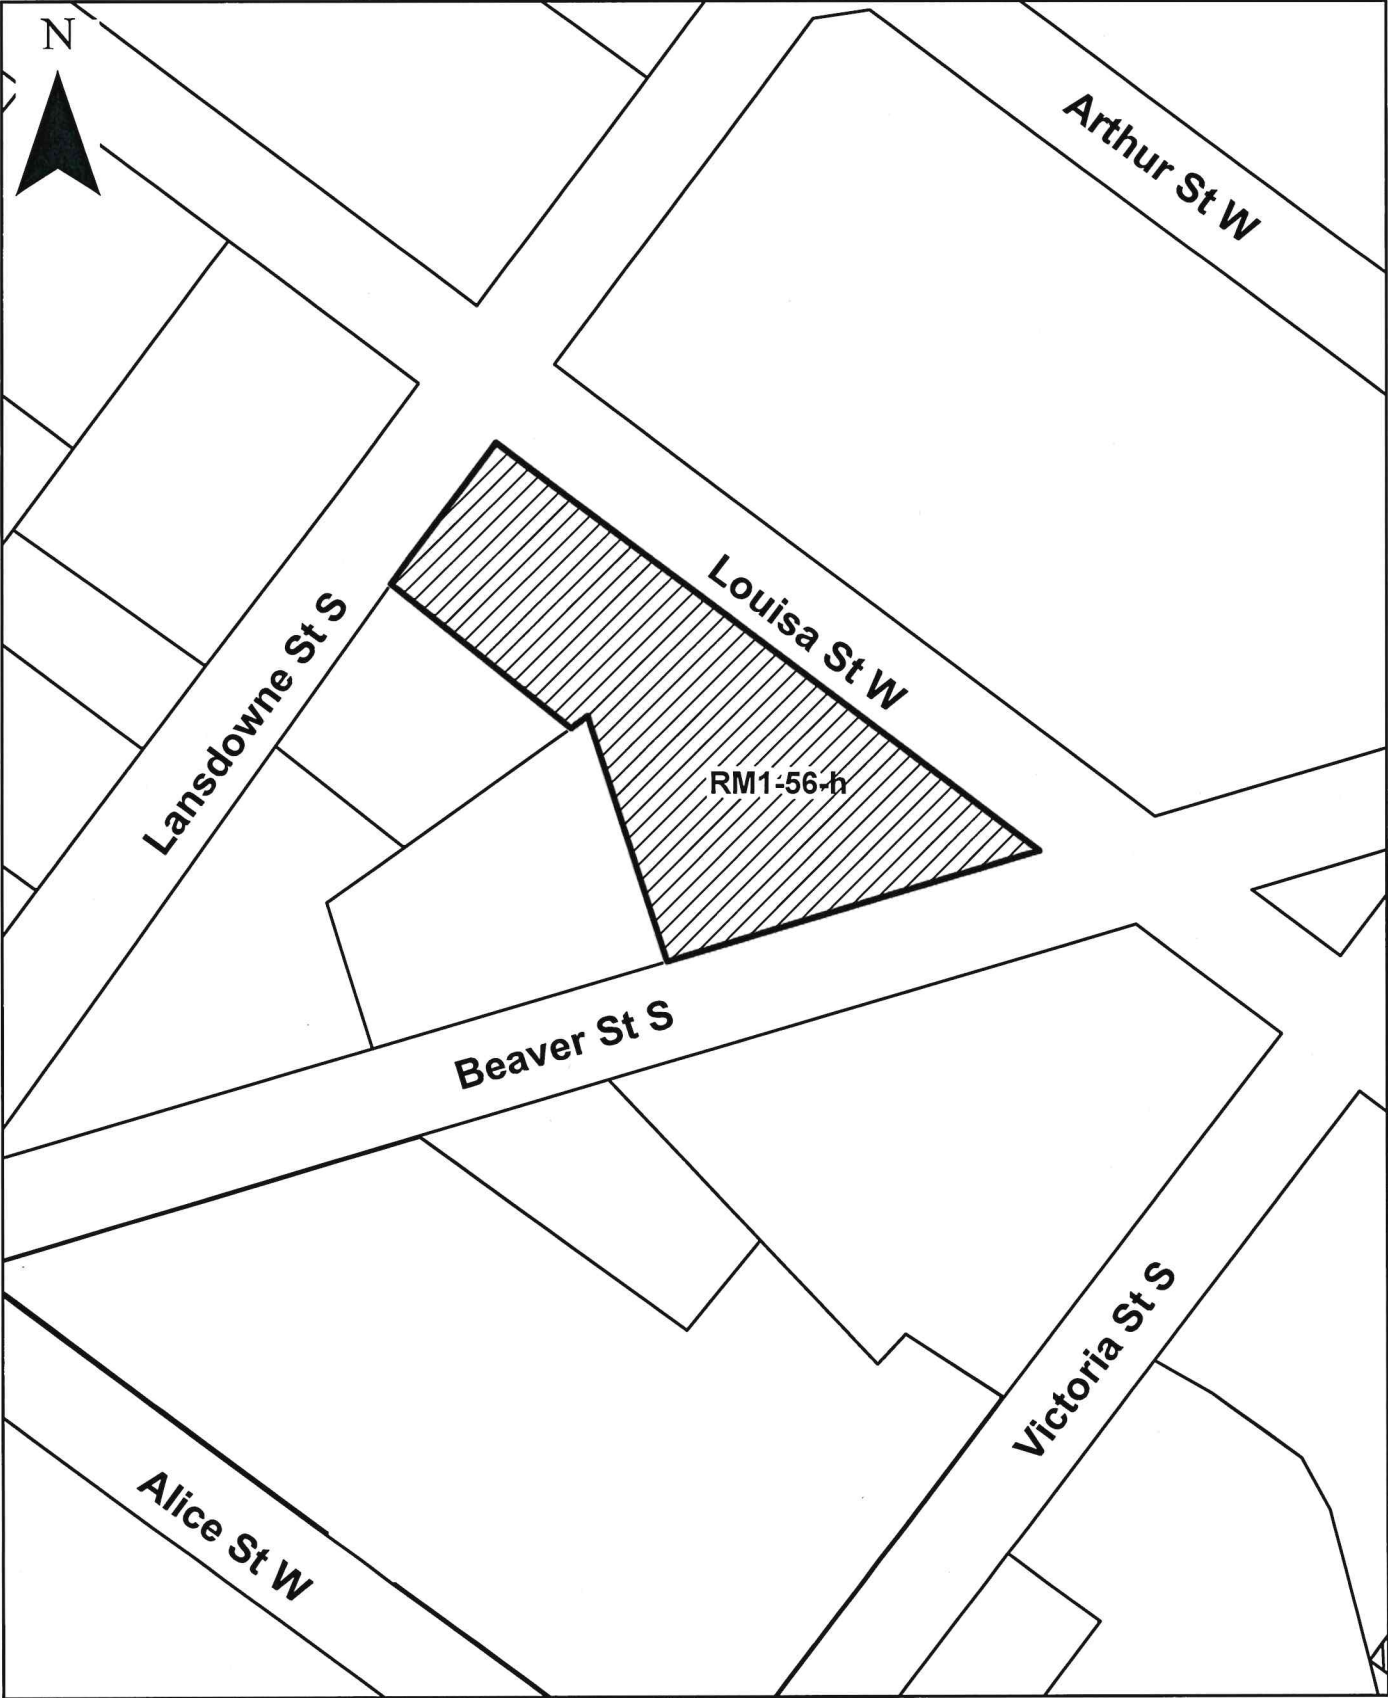 N
Arthur St W
Louisa St W
Lansdowne St S
RM1-56-h
Beaver St S
Victoria St S
Alice St W